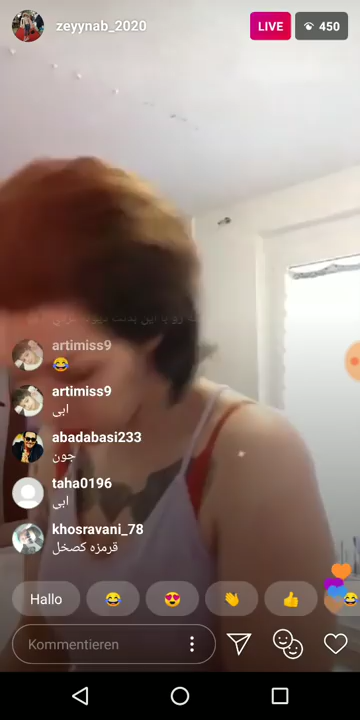 zeyynab_2020
LIVE
450
artimiss9
😂
artimiss9
ابی
abadabasi233
جون
taha0196
ابی
khosravani_78
قرمزه کصخل
Hallo
Kommentieren